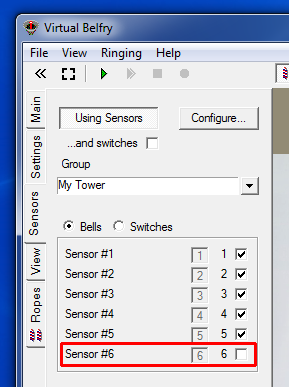 Virtual Belfry
File View Ringing Help
Main
Settings
Sensors
View
Ropes
Using Sensors Configure...
...and switches
Group
My Tower
Bells Switches
Sensor #1 1 1
Sensor #2 2 2
Sensor #3 3 3
Sensor #4 4 4
Sensor #5 5 5
Sensor #6 6 6